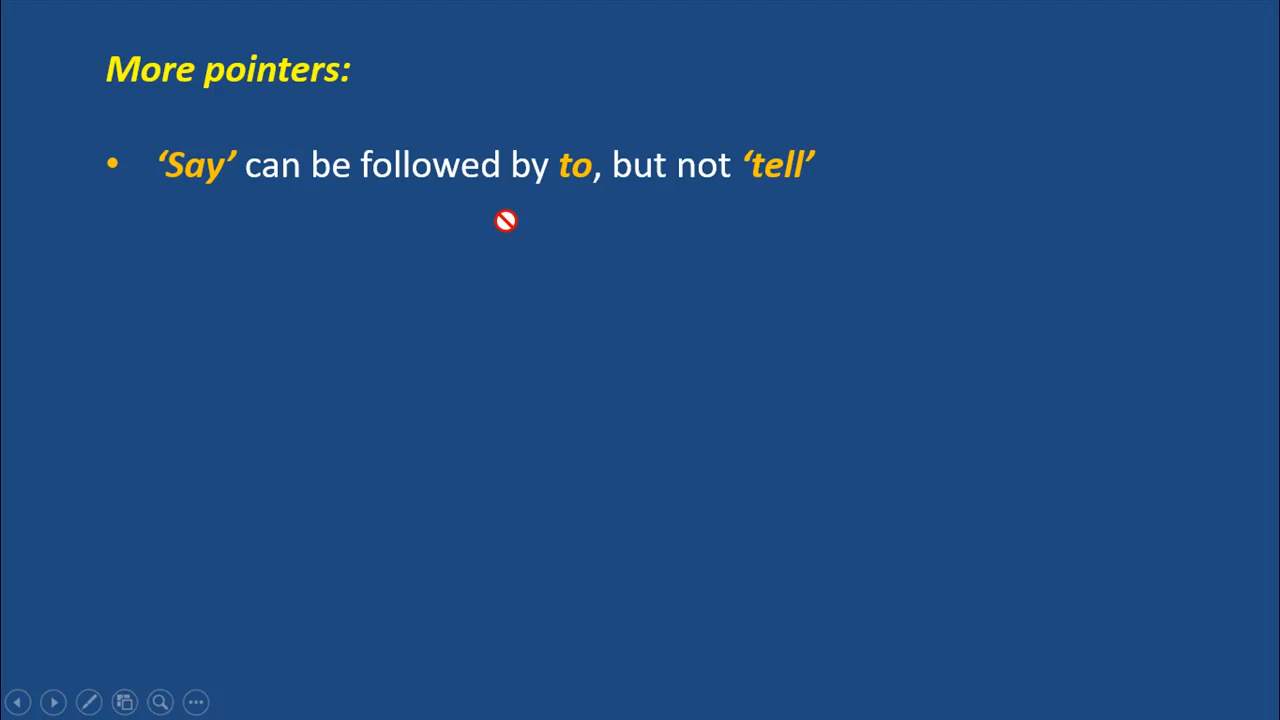 More pointers:
• ‘Say’ can be followed by to, but not ‘tell’